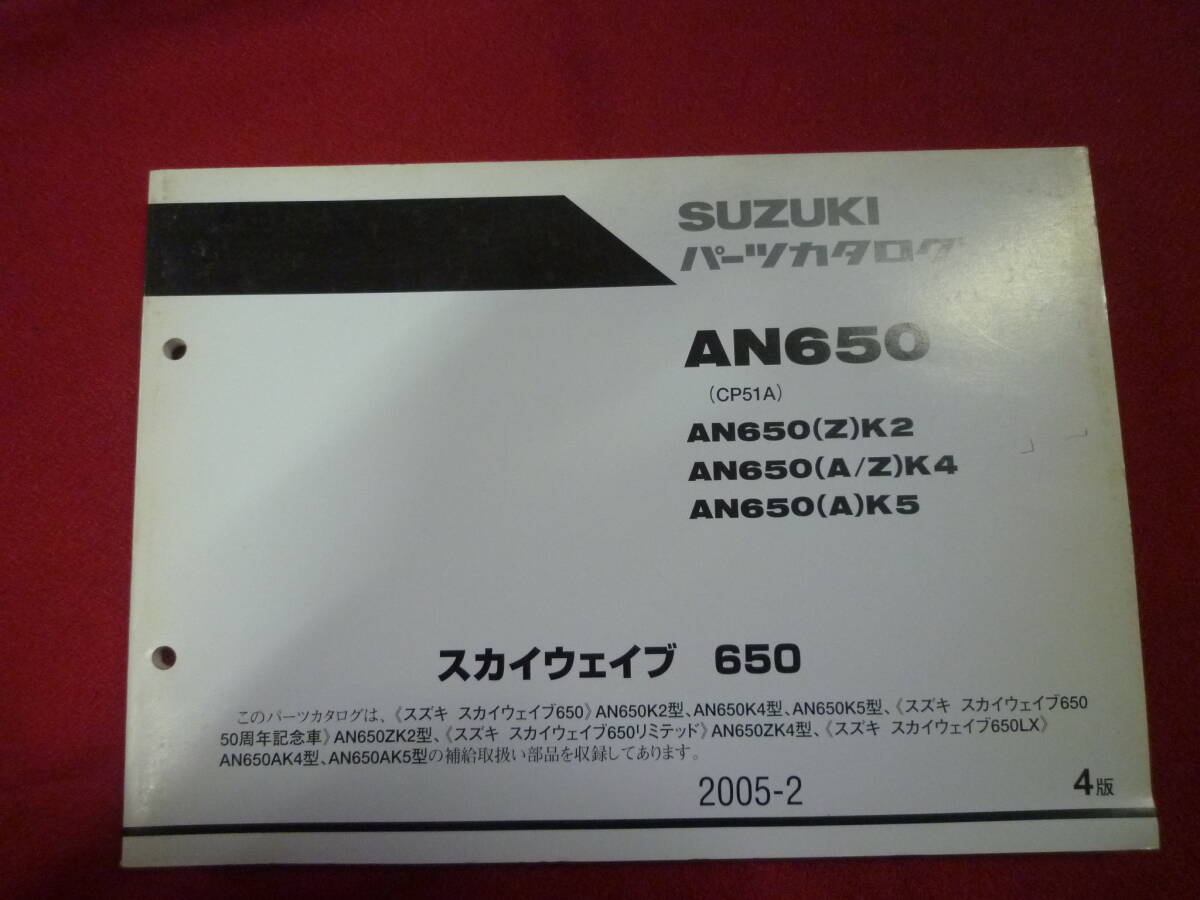 SUZUKI
パーツカタログ
AN650
(CP51A)
AN650(Z)K2
AN650(A/Z)K4
AN650(A)K5
スカイウェイブ 650
このパーツカタログは、《スズキ スカイウェイブ650》AN650K2型、AN650K4型、AN650K5型、《スズキ スカイウェイブ650
50周年記念車》AN650ZK2型、《スズキ スカイウェイブ650リミテッド》AN650ZK4型、《スズキ スカイウェイブ650LX》
AN650AK4型、AN650AK5型の補給取扱い部品を収録してあります。
2005-2
4版